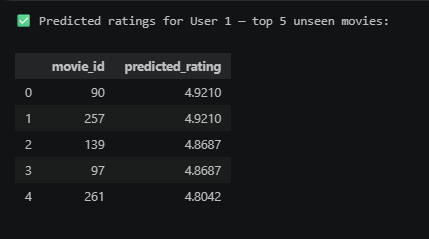 ✅ Predicted ratings for User 1 — top 5 unseen movies:
movie_id predicted_rating
0 90 4.9210
1 257 4.9210
2 139 4.8687
3 97 4.8687
4 261 4.8042